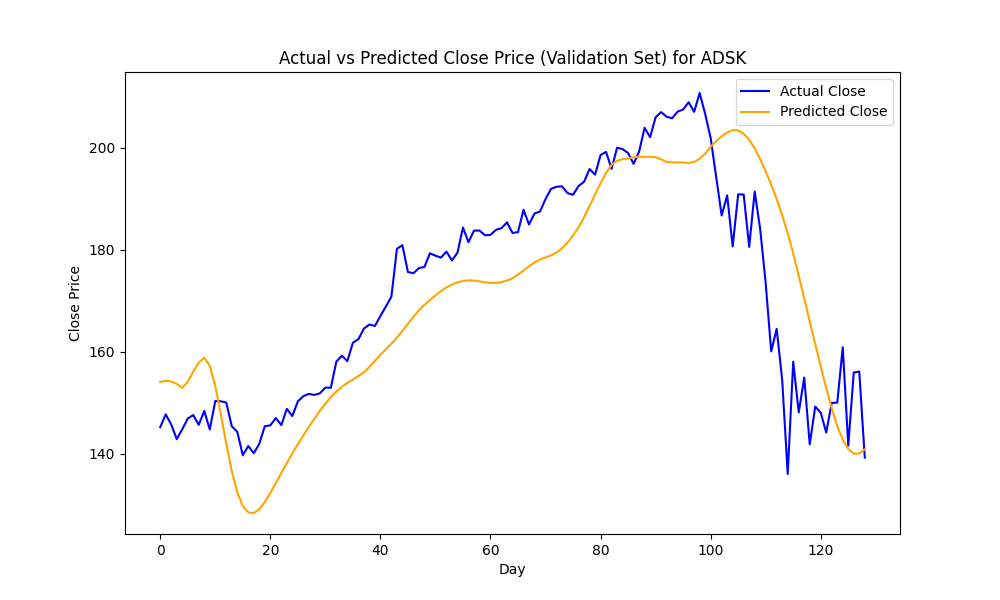 Actual vs Predicted Close Price (Validation Set) for ADSK
Actual Close
Predicted Close
Close Price
200
180
160
140
0 20 40 60 80 100 120
Day